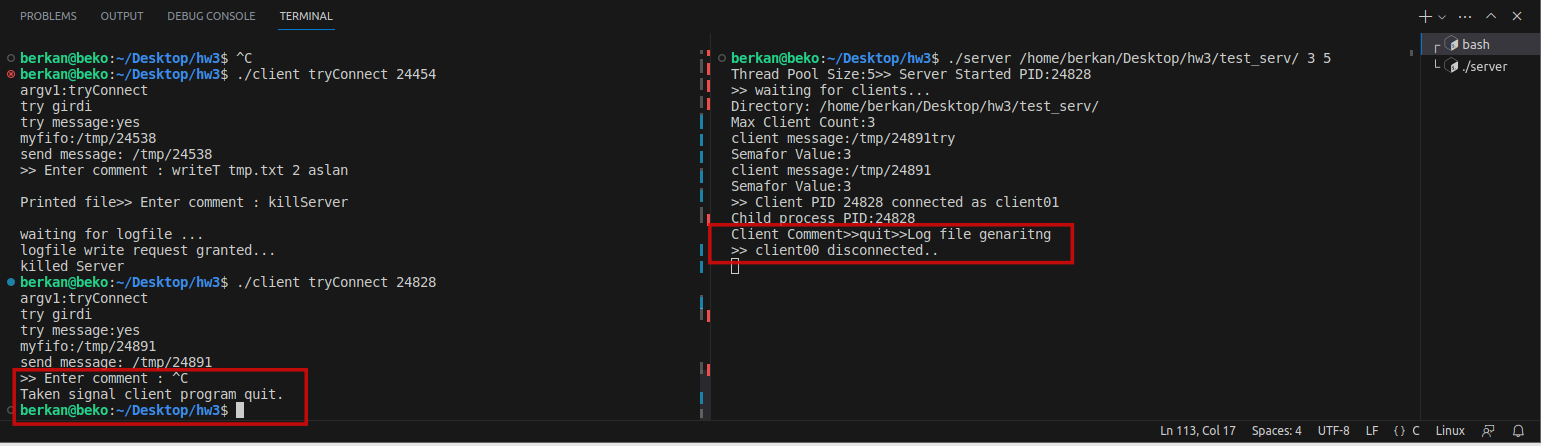 PROBLEMS OUTPUT DEBUG CONSOLE TERMINAL
berkan@beko:~/Desktop/hw3$ ^C
berkan@beko:~/Desktop/hw3$ ./client tryConnect 24454
argv1:tryConnect
try girdi
try message:yes
myfifo:/tmp/24538
send message: /tmp/24538
>> Enter comment : writeT tmp.txt 2 aslan
Printed file>> Enter comment : killServer
waiting for logfile ...
logfile write request granted...
killed Server
berkan@beko:~/Desktop/hw3$ ./client tryConnect 24828
argv1:tryConnect
try girdi
try message:yes
myfifo:/tmp/24891
send message: /tmp/24891
>> Enter comment : ^C
Taken signal client program quit.
berkan@beko:~/Desktop/hw3$
berkan@beko:~/Desktop/hw3$ ./server /home/berkan/Desktop/hw3/test_serv/ 3 5
Thread Pool Size:5>> Server Started PID:24828
>> waiting for clients...
Directory: /home/berkan/Desktop/hw3/test_serv/
Max Client Count:3
client message:/tmp/24891try
Semafor Value:3
client message:/tmp/24891
Semafor Value:3
>> Client PID 24828 connected as client01
Child process PID:24828
Client Comment>>quit>>Log file genaritng
>> client00 disconnected..
bash
./server
Ln 113, Col 17 Spaces: 4 UTF-8 LF {} C Linux